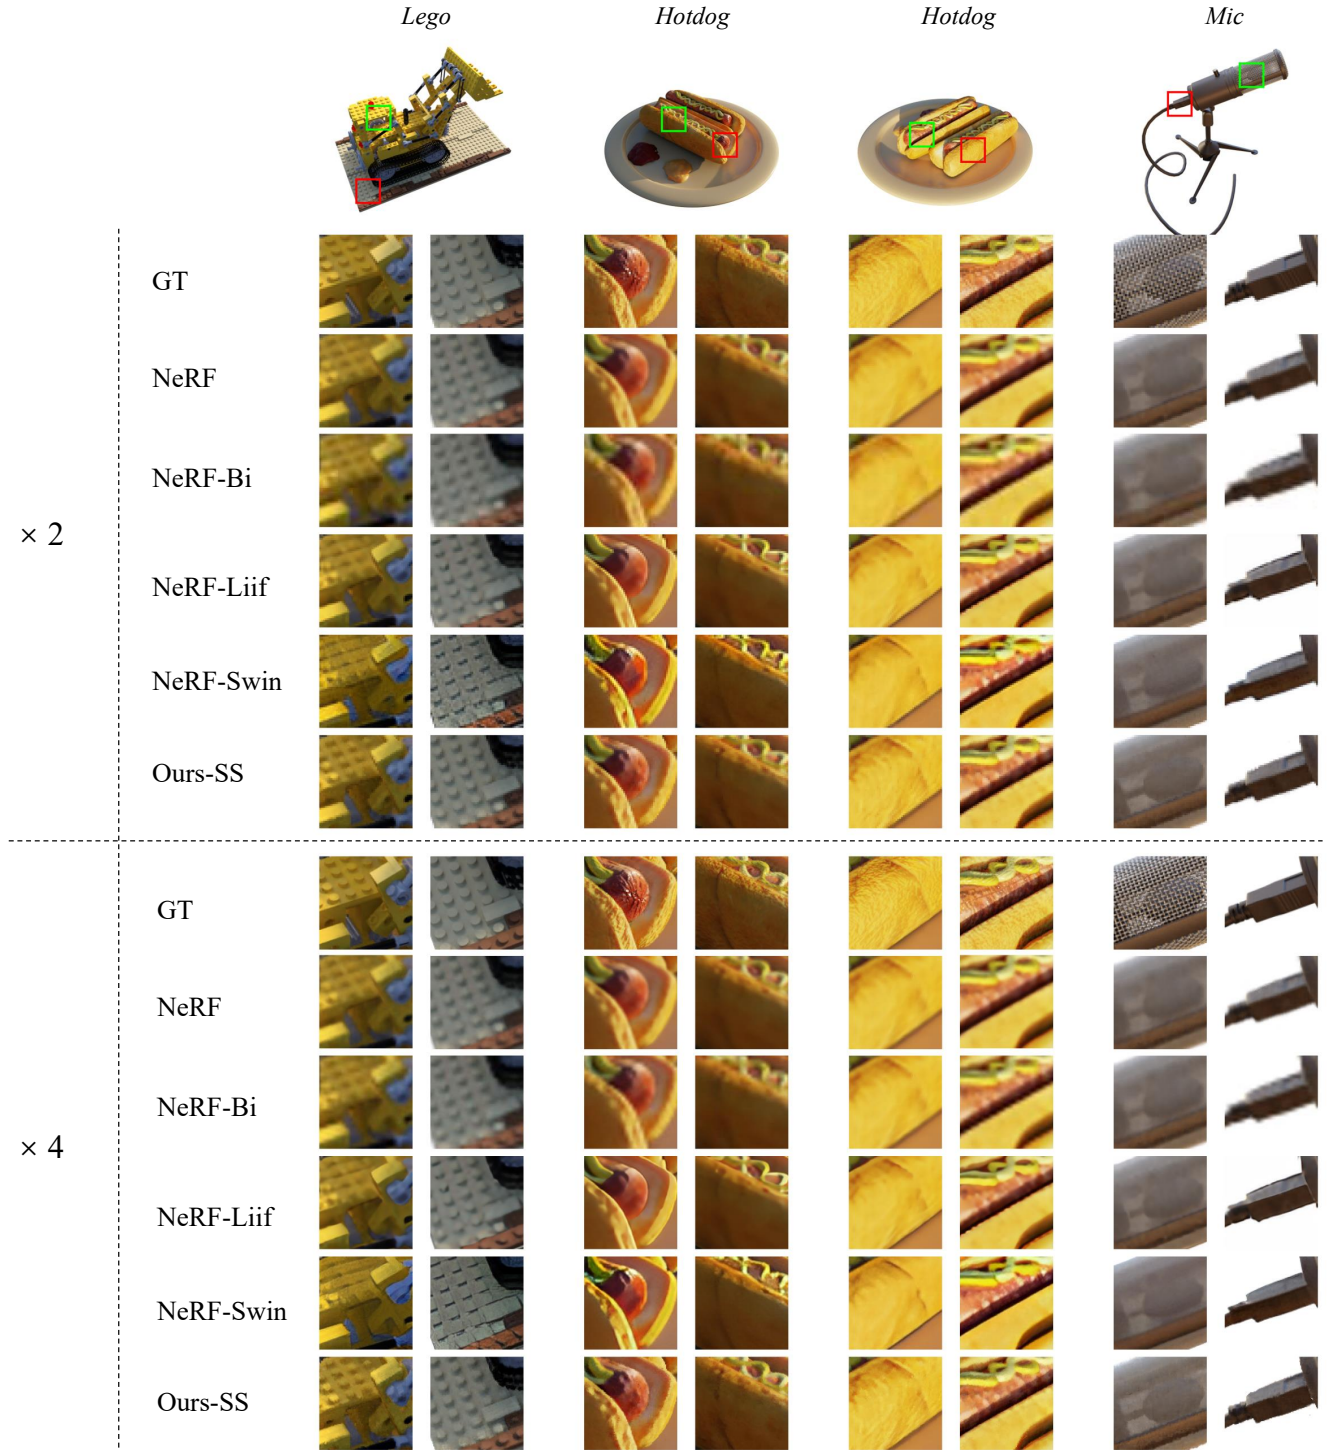 Lego Hotdog Hotdog Mic
× 2
GT
NeRF
NeRF-Bi
NeRF-Liif
NeRF-Swin
Ours-SS
× 4
GT
NeRF
NeRF-Bi
NeRF-Liif
NeRF-Swin
Ours-SS